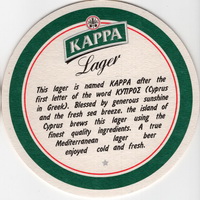 KAPPA
Lager
This lager is named KAPPA after the
first letter of the word ΚΥΠΡΟΣ (Cyprus
in Greek). Blessed by generous sunshine
and the fresh sea breeze. the island of
Cyprus brews this lager using the
finest quality ingredients. A true
Mediterranean lager beer
enjoyed cold and fresh.